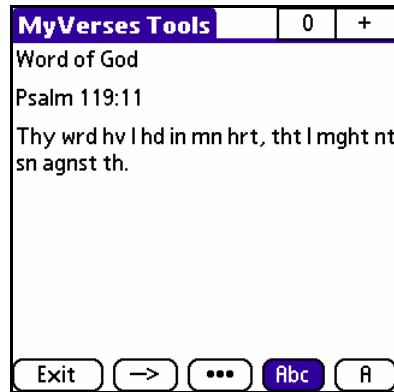 MyVerses Tools 0 +
Word of God
Psalm 119:11
Thy wrd hv I hd in mn hrt, tht I mght nt
sn agnst th.
Exit --> ••• Abc A